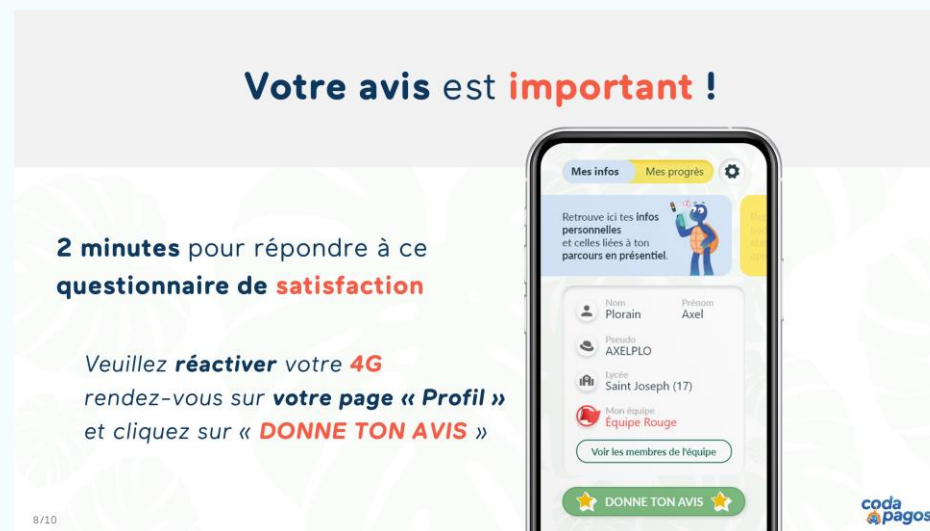 Votre avis est important !
2 minutes pour répondre à ce
questionnaire de satisfaction
Veuillez réactiver votre 4G
rendez-vous sur votre page « Profil »
et cliquez sur « DONNE TON AVIS »
Mes infos Mes progrès
Retrouve ici tes infos
personnelles
et celles liées à ton
parcours en présentiel.
Nom Prénom
Plorain Axel
Pseudo
AXELPLO
Lycée
Saint Joseph (17)
Mon équipe
Équipe Rouge
Voir les membres de l'équipe
DONNE TON AVIS
8/10
coda
pagos